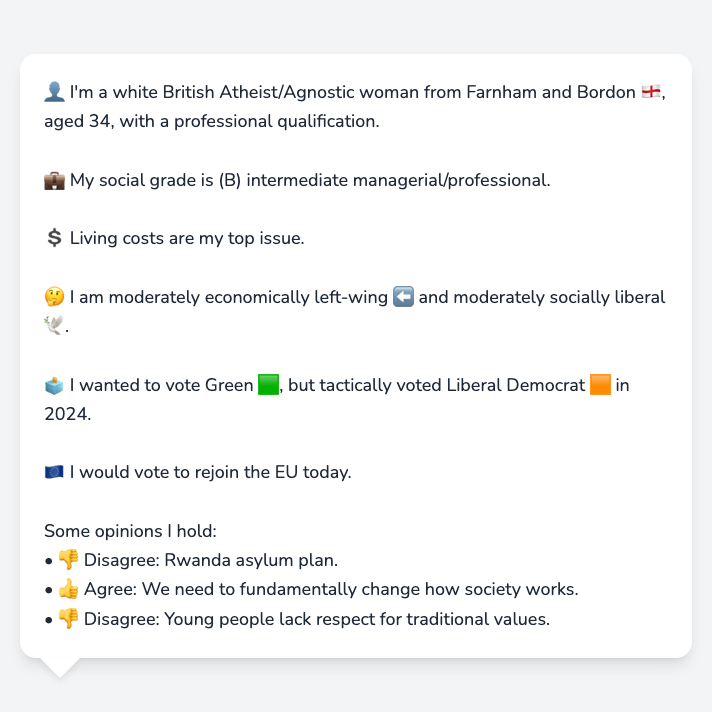 👤 I'm a white British Atheist/Agnostic woman from Farnham and Bordon 🏴󠁧󠁢󠁥󠁮󠁧󠁿,
aged 34, with a professional qualification.
💼 My social grade is (B) intermediate managerial/professional.
💲 Living costs are my top issue.
🤔 I am moderately economically left-wing ⬅️ and moderately socially liberal
🕊️.
🗳️ I wanted to vote Green 🟩, but tactically voted Liberal Democrat 🟧 in
2024.
🇪🇺 I would vote to rejoin the EU today.
Some opinions I hold:
• 👎 Disagree: Rwanda asylum plan.
• 👍 Agree: We need to fundamentally change how society works.
• 👎 Disagree: Young people lack respect for traditional values.